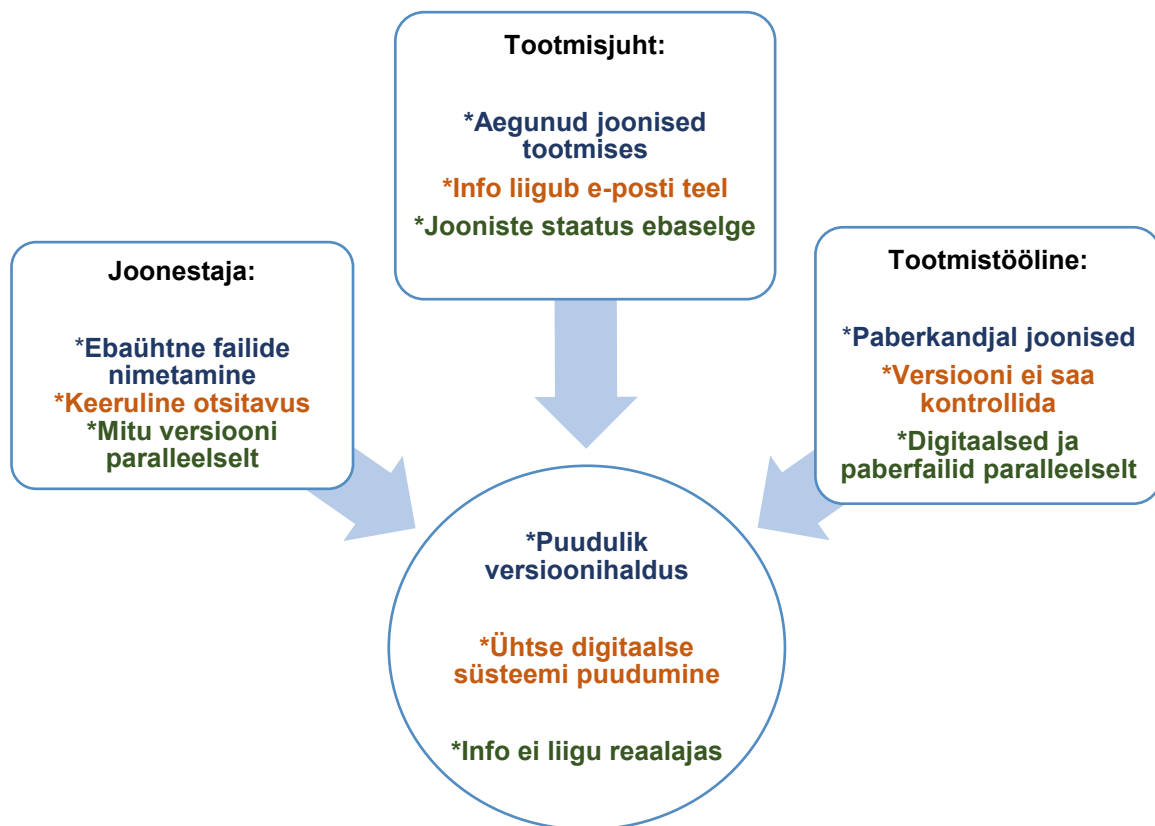 Tootmisjuht:
*Aegunud joonised
tootmises
*Info liigub e-posti teel
*Jooniste staatus ebaselge
Joonestaja:
*Ebaühtne failide
nimetamine
*Keeruline otsitavus
*Mitu versiooni
paralleelselt
Tootmistööline:
*Paberkandjal joonised
*Versiooni ei saa
kontrollida
*Digitaalsed ja
paberfailid paralleelselt
*Puudulik
versioonihaldus
*Ühtse digitaalse
süsteemi puudumine
*Info ei liigu reaalajas